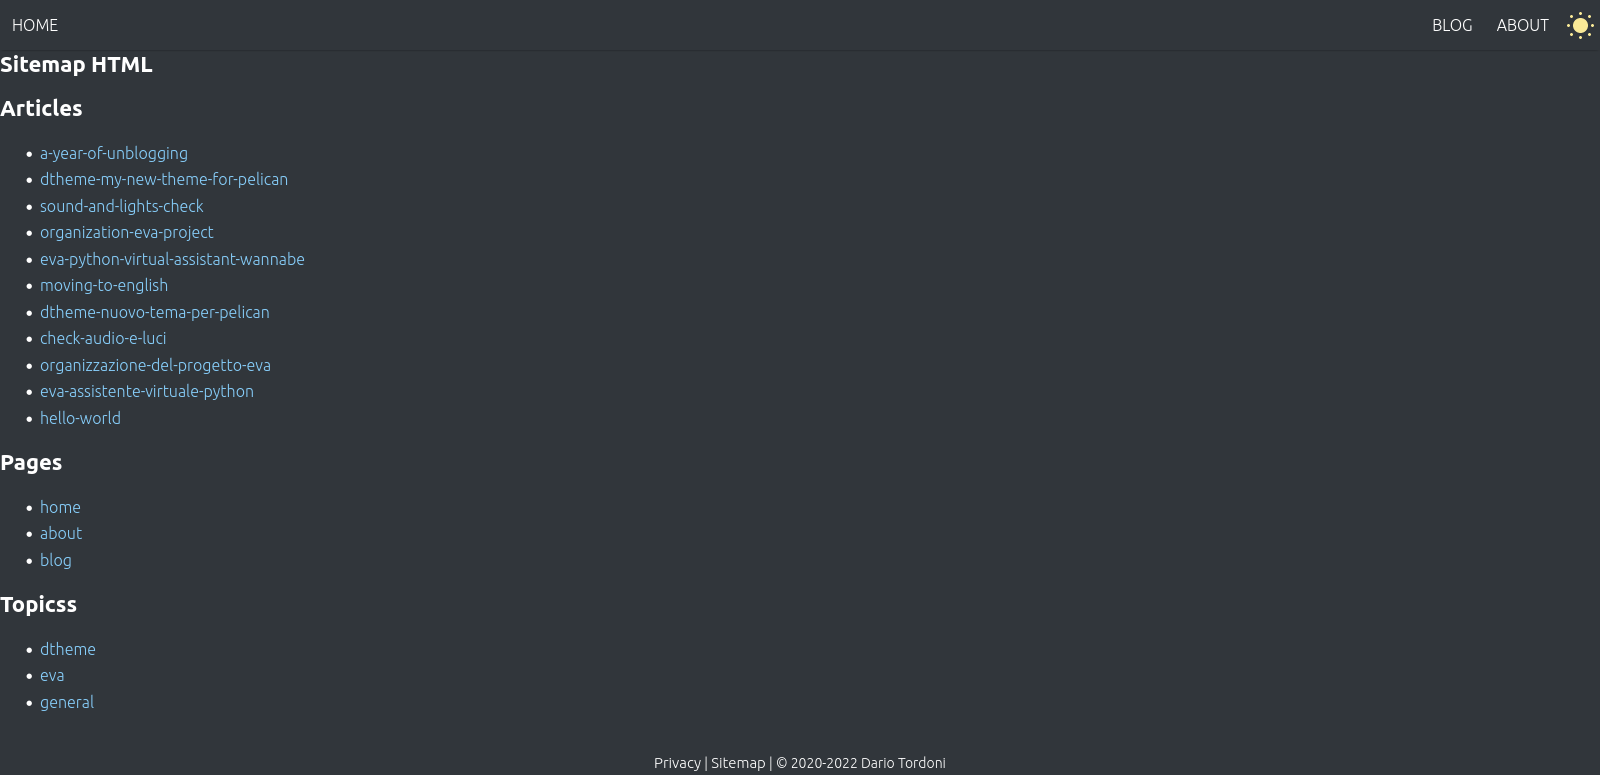 HOME BLOG ABOUT
Sitemap HTML
Articles
a-year-of-unblogging
dtheme-my-new-theme-for-pelican
sound-and-lights-check
organization-eva-project
eva-python-virtual-assistant-wannabe
moving-to-english
dtheme-nuovo-tema-per-pelican
check-audio-e-luci
organizzazione-del-progetto-eva
eva-assistente-virtuale-python
hello-world
Pages
home
about
blog
Topicss
dtheme
eva
general
Privacy | Sitemap | © 2020-2022 Dario Tordoni